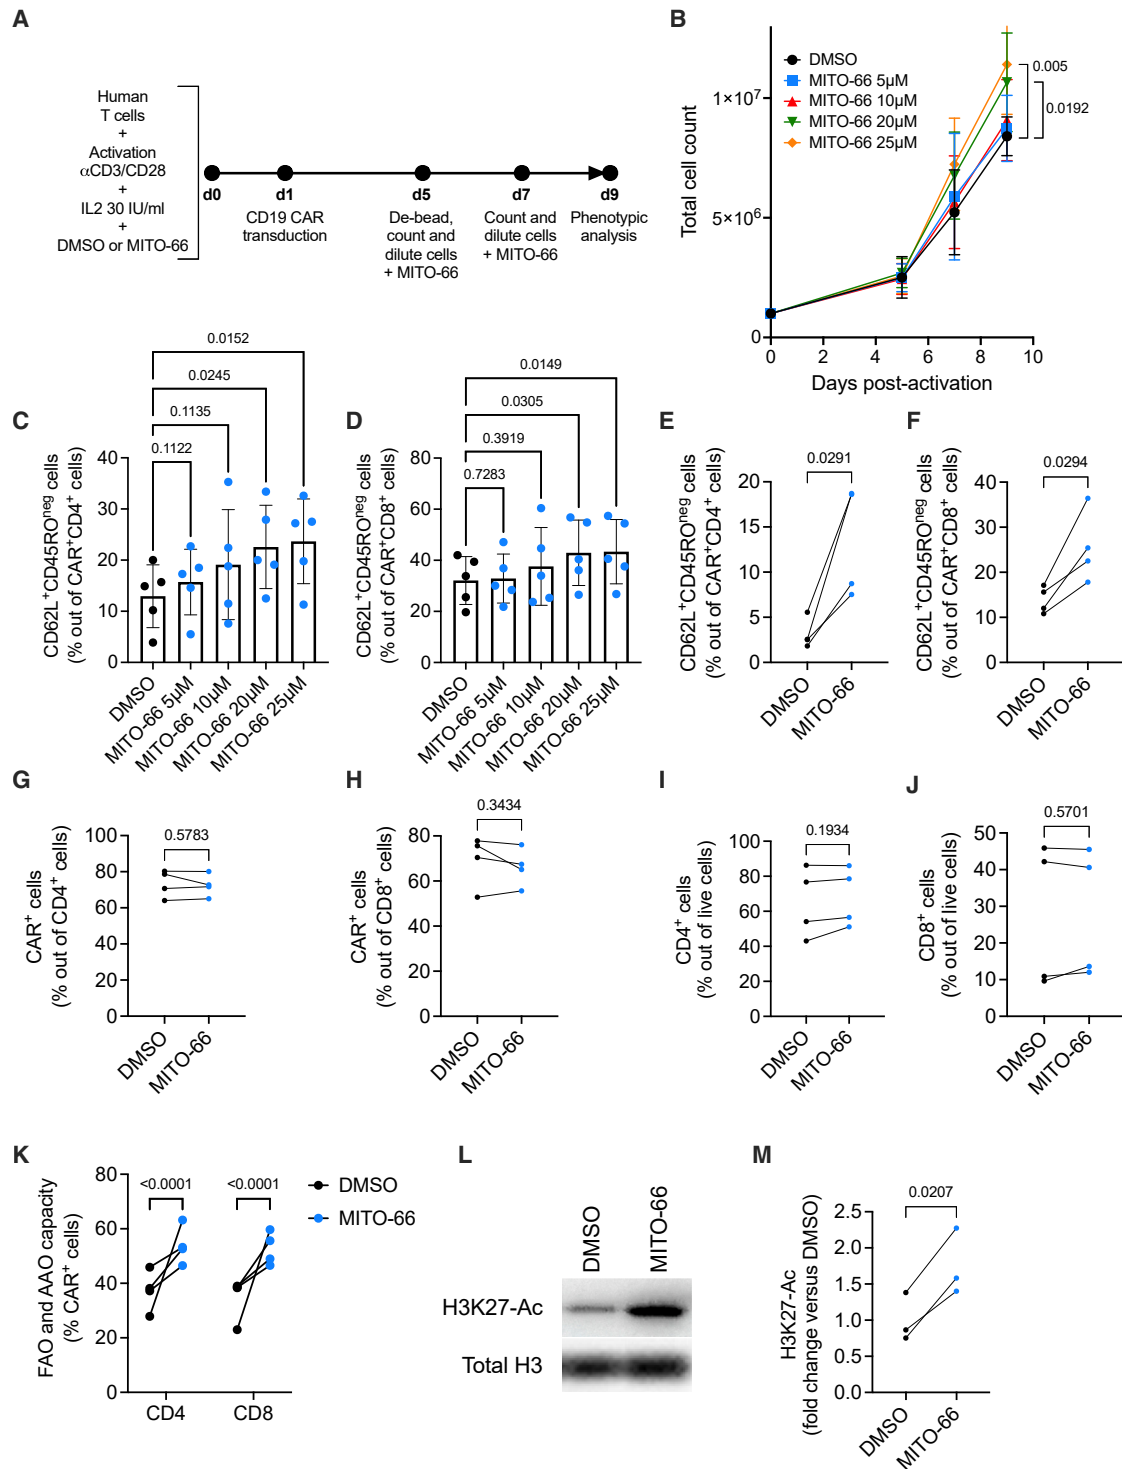 A
Human
T cells
+
Activation
αCD3/CD28
+
IL2 30 IU/ml
+
DMSO or MITO-66
d0
d1
d5
d7
d9
CD19 CAR
transduction
De-bead,
count and
dilute cells
+ MITO-66
Count and
dilute cells
+ MITO-66
Phenotypic
analysis
B
Total cell count
1×10⁷
5×10⁶
0
DMSO
MITO-66 5µM
MITO-66 10µM
MITO-66 20µM
MITO-66 25µM
0.005
0.0192
0 2 4 6 8 10
Days post-activation
C
CD62L⁺CD45ROⁿᵉᵍ cells
(% out of CAR⁺CD4⁺ cells)
40
30
20
10
0
0.0152
0.0245
0.1135
0.1122
DMSO
MITO-66 5µM
MITO-66 10µM
MITO-66 20µM
MITO-66 25µM
D
CD62L⁺CD45ROⁿᵉᵍ cells
(% out of CAR⁺CD8⁺ cells)
80
60
40
20
0
0.0149
0.0305
0.3919
0.7283
DMSO
MITO-66 5µM
MITO-66 10µM
MITO-66 20µM
MITO-66 25µM
E
CD62L⁺CD45ROⁿᵉᵍ cells
(% out of CAR⁺CD4⁺ cells)
20
15
10
5
0
0.0291
DMSO
MITO-66
F
CD62L⁺CD45ROⁿᵉᵍ cells
(% out of CAR⁺CD8⁺ cells)
40
30
20
10
0
0.0294
DMSO
MITO-66
G
CAR⁺ cells
(% out of CD4⁺ cells)
100
80
60
40
20
0
0.5783
DMSO
MITO-66
H
CAR⁺ cells
(% out of CD8⁺ cells)
80
60
40
20
0
0.3434
DMSO
MITO-66
I
CD4⁺ cells
(% out of live cells)
100
80
60
40
20
0
0.1934
DMSO
MITO-66
J
CD8⁺ cells
(% out of live cells)
50
40
30
20
10
0
0.5701
DMSO
MITO-66
K
FAO and AAO capacity
(% CAR⁺ cells)
80
60
40
20
0
<0.0001
<0.0001
CD4
CD8
DMSO
MITO-66
L
DMSO
MITO-66
H3K27-Ac
Total H3
M
H3K27-Ac
(fold change versus DMSO)
2.5
2.0
1.5
1.0
0.5
0.0
0.0207
DMSO
MITO-66